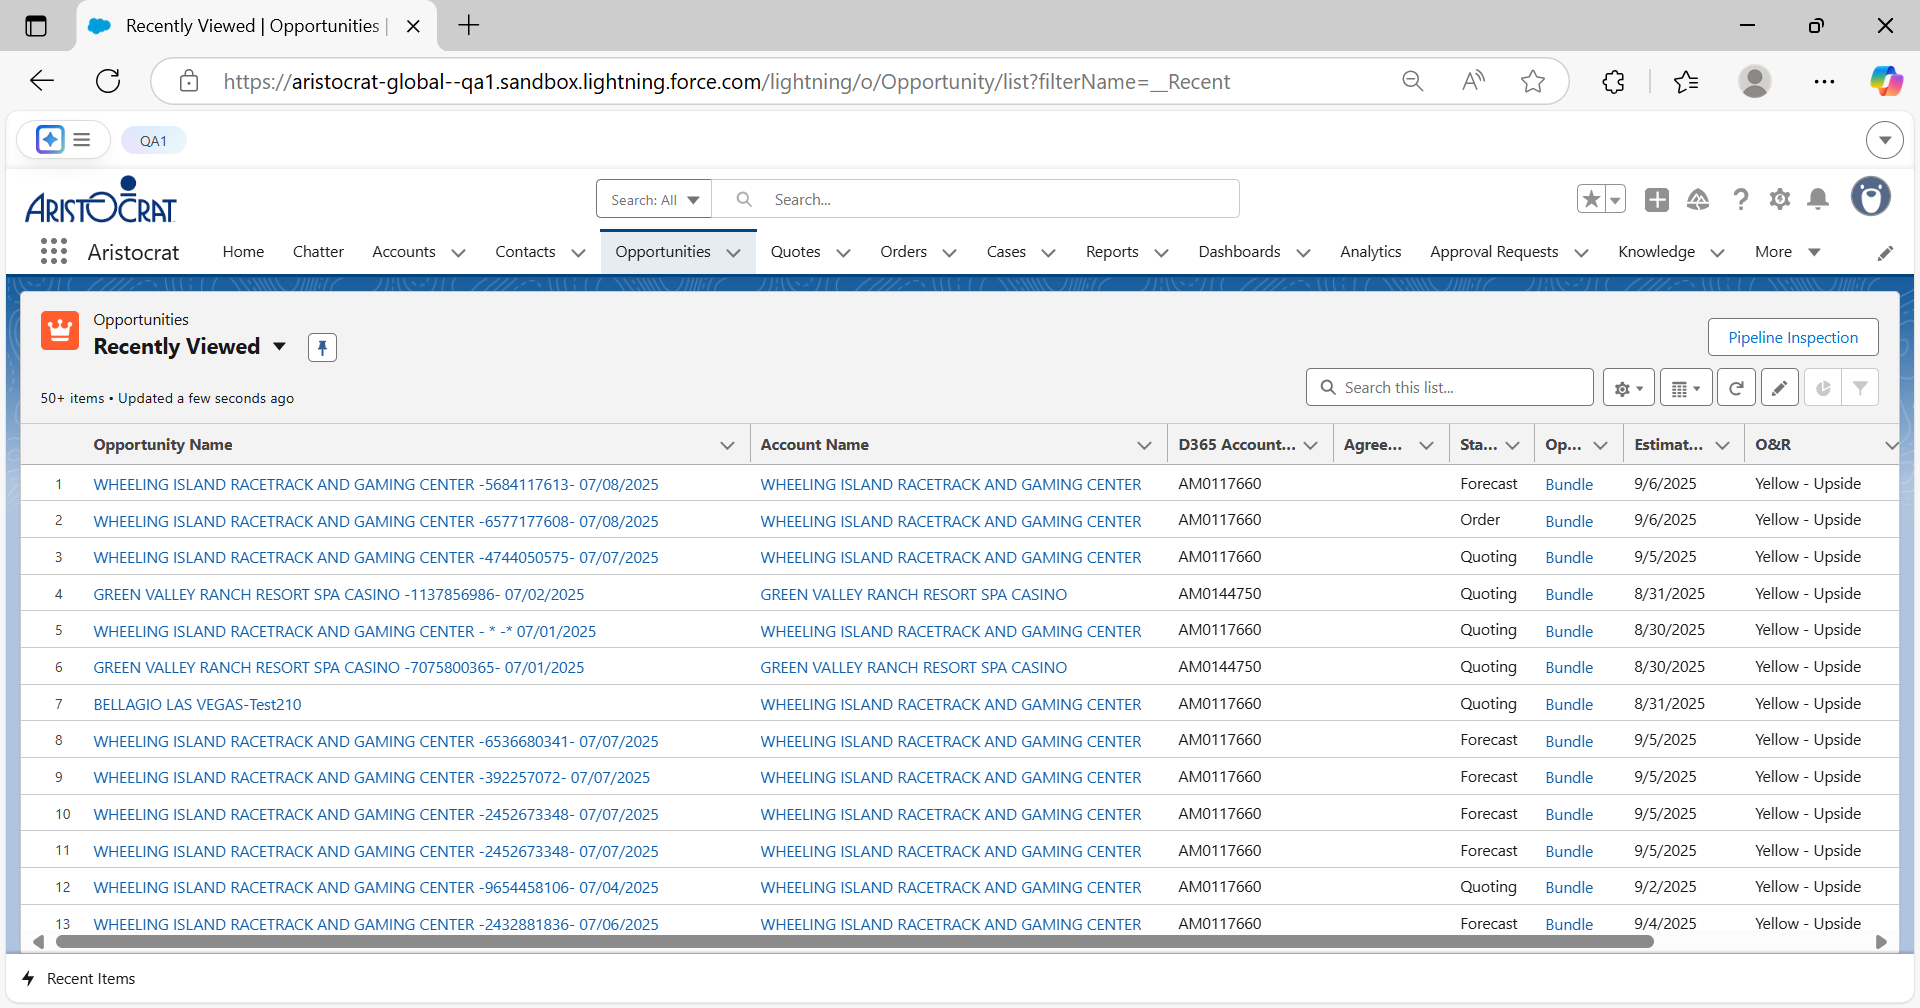 Recently Viewed | Opportunities |
https://aristocrat-global--qa1.sandbox.lightning.force.com/lightning/o/Opportunity/list?filterName=__Recent
QA1
ARISTOCRAT
Search: All
Search...
Aristocrat
Home Chatter Accounts Contacts Opportunities Quotes Orders Cases Reports Dashboards Analytics Approval Requests Knowledge More
Opportunities
Recently Viewed
Pipeline Inspection
50+ items • Updated a few seconds ago
Search this list...
Opportunity Name Account Name D365 Account... Agree... Sta... Op... Estimat... O&R
1 WHEELING ISLAND RACETRACK AND GAMING CENTER -5684117613- 07/08/2025 WHEELING ISLAND RACETRACK AND GAMING CENTER AM0117660 Forecast Bundle 9/6/2025 Yellow - Upside
2 WHEELING ISLAND RACETRACK AND GAMING CENTER -6577177608- 07/08/2025 WHEELING ISLAND RACETRACK AND GAMING CENTER AM0117660 Order Bundle 9/6/2025 Yellow - Upside
3 WHEELING ISLAND RACETRACK AND GAMING CENTER -4744050575- 07/07/2025 WHEELING ISLAND RACETRACK AND GAMING CENTER AM0117660 Quoting Bundle 9/5/2025 Yellow - Upside
4 GREEN VALLEY RANCH RESORT SPA CASINO -1137856986- 07/02/2025 GREEN VALLEY RANCH RESORT SPA CASINO AM0144750 Quoting Bundle 8/31/2025 Yellow - Upside
5 WHEELING ISLAND RACETRACK AND GAMING CENTER - * -* 07/01/2025 WHEELING ISLAND RACETRACK AND GAMING CENTER AM0117660 Quoting Bundle 8/30/2025 Yellow - Upside
6 GREEN VALLEY RANCH RESORT SPA CASINO -7075800365- 07/01/2025 GREEN VALLEY RANCH RESORT SPA CASINO AM0144750 Quoting Bundle 8/30/2025 Yellow - Upside
7 BELLAGIO LAS VEGAS-Test210 WHEELING ISLAND RACETRACK AND GAMING CENTER AM0117660 Quoting Bundle 8/31/2025 Yellow - Upside
8 WHEELING ISLAND RACETRACK AND GAMING CENTER -6536680341- 07/07/2025 WHEELING ISLAND RACETRACK AND GAMING CENTER AM0117660 Forecast Bundle 9/5/2025 Yellow - Upside
9 WHEELING ISLAND RACETRACK AND GAMING CENTER -392257072- 07/07/2025 WHEELING ISLAND RACETRACK AND GAMING CENTER AM0117660 Forecast Bundle 9/5/2025 Yellow - Upside
10 WHEELING ISLAND RACETRACK AND GAMING CENTER -2452673348- 07/07/2025 WHEELING ISLAND RACETRACK AND GAMING CENTER AM0117660 Forecast Bundle 9/5/2025 Yellow - Upside
11 WHEELING ISLAND RACETRACK AND GAMING CENTER -2452673348- 07/07/2025 WHEELING ISLAND RACETRACK AND GAMING CENTER AM0117660 Forecast Bundle 9/5/2025 Yellow - Upside
12 WHEELING ISLAND RACETRACK AND GAMING CENTER -9654458106- 07/04/2025 WHEELING ISLAND RACETRACK AND GAMING CENTER AM0117660 Quoting Bundle 9/2/2025 Yellow - Upside
13 WHEELING ISLAND RACETRACK AND GAMING CENTER -2432881836- 07/06/2025 WHEELING ISLAND RACETRACK AND GAMING CENTER AM0117660 Forecast Bundle 9/4/2025 Yellow - Upside
Recent Items